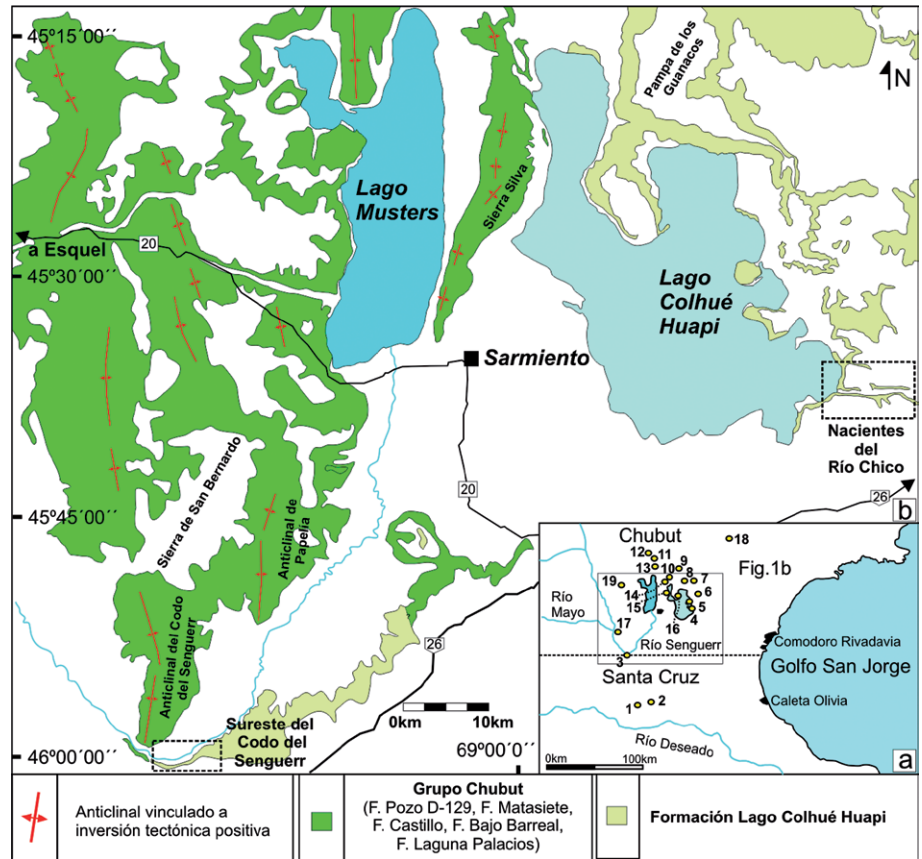 45º15´00´´
45º30´00´´
45º45´00´´
46º00´00´´
69º00´0´´
N
Pampa de los
Guanacos
Lago
Musters
Sierra Silva
a Esquel
20
Lago
Colhué
Huapi
Sarmiento
Nacientes
del
Río Chico
26
b
20
Sierra de San Bernardo
Anticlinal de
Papelia
Anticlinal del Codo
del Senguerr
26
0km
10km
Sureste del
Codo del
Senguerr
Chubut
18
12
11
13
10
9
8
7
Fig.1b
19
14
6
15
5
4
Río
Mayo
17
16
Río Senguerr
3
Comodoro Rivadavia
Golfo San Jorge
Santa Cruz
1
2
Caleta Olivia
Río Deseado
0km
100km
a
Anticlinal vinculado a
inversión tectónica positiva
Grupo Chubut
(F. Pozo D-129, F. Matasiete,
F. Castillo, F. Bajo Barreal,
F. Laguna Palacios)
Formación Lago Colhué Huapi